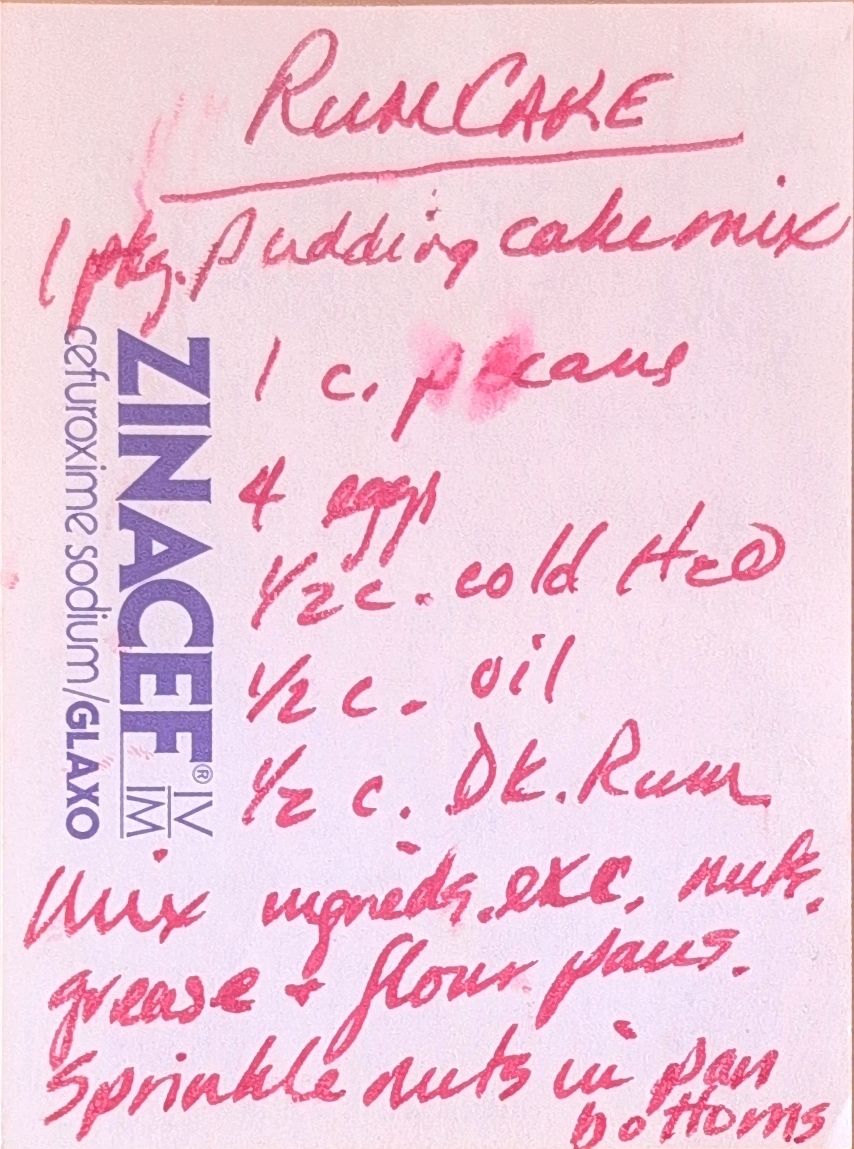 RUM CAKE
1 pkg. pudding cake mix
1 c. pecans
4 eggs
1/2 c. cold H2O
1/2 c. oil
1/2 c. Dk. Rum
Mix ingreds. exc. nuts.
grease + flour pans.
Sprinkle nuts in pan
bottoms
ZINACEF® IV
IM
cefuroxime sodium/GLAXO